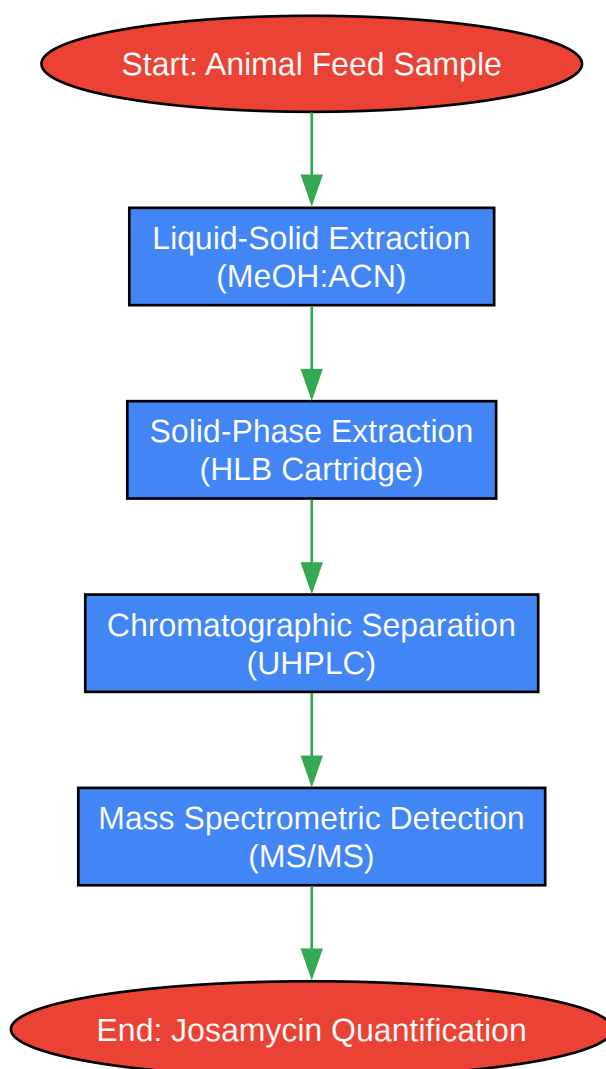 Start: Animal Feed Sample
Liquid-Solid Extraction
(MeOH:ACN)
Solid-Phase Extraction
(HLB Cartridge)
Chromatographic Separation
(UHPLC)
Mass Spectrometric Detection
(MS/MS)
End: Josamycin Quantification